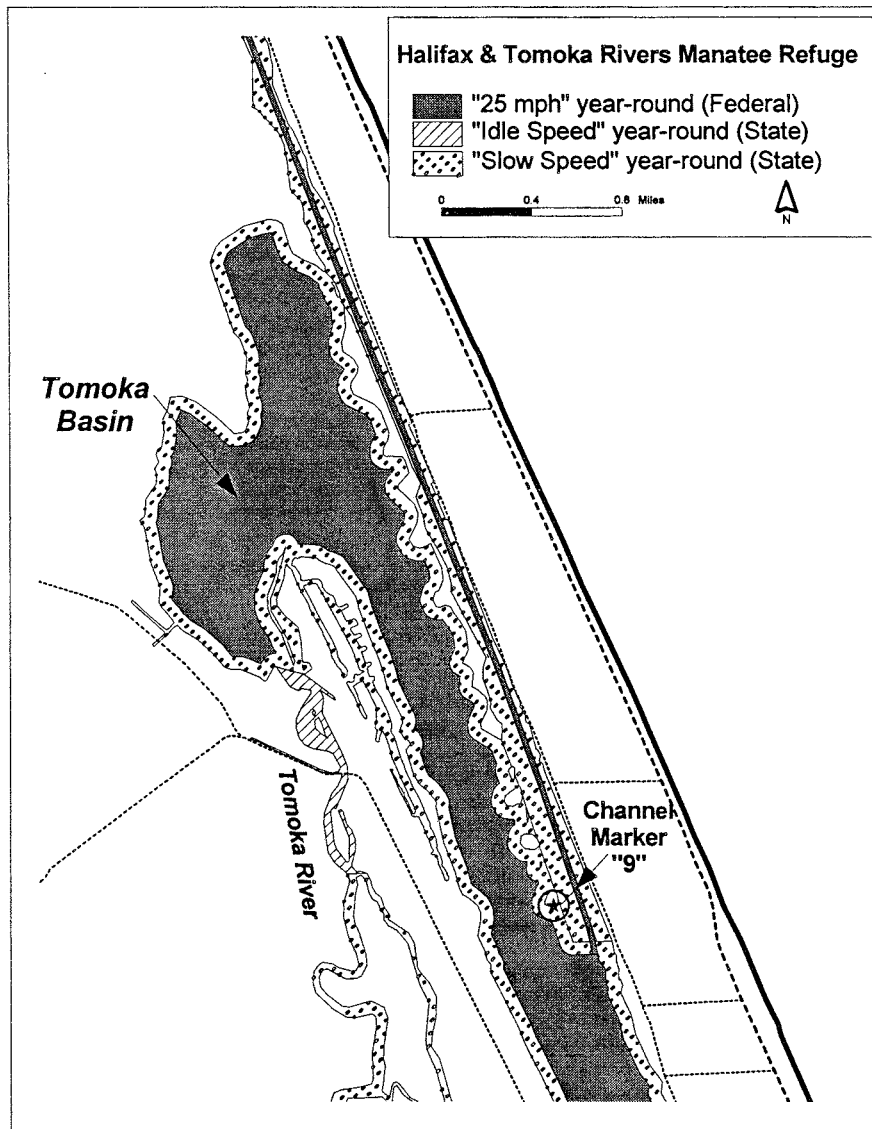 Halifax & Tomoka Rivers Manatee Refuge
"25 mph" year-round (Federal)
"Idle Speed" year-round (State)
"Slow Speed" year-round (State)
0 0.4 0.8 Miles
N
Tomoka
Basin
Tomoka River
Channel
Marker
"9"